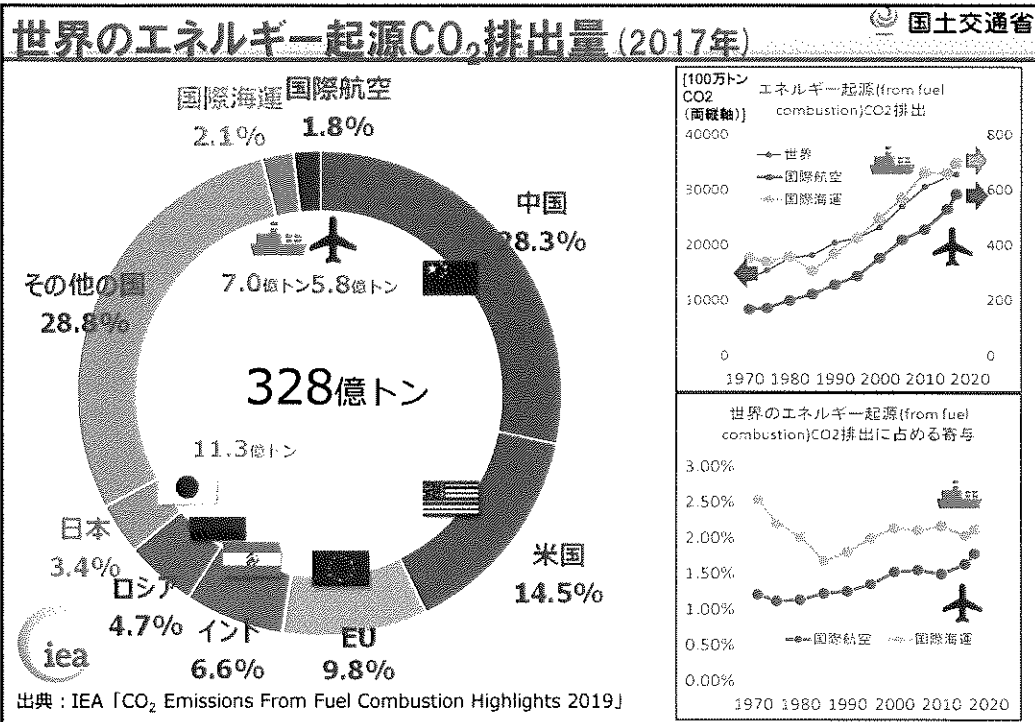 世界のエネルギー起源CO₂排出量(2017年)
国土交通省
国際海運
2.1%
国際航空
1.8%
中国
28.3%
その他の国
28.8%
7.0億トン
5.8億トン
328億トン
11.3億トン
日本
3.4%
ロシア
4.7%
インド
6.6%
EU
9.8%
米国
14.5%
iea
出典：IEA「CO₂ Emissions From Fuel Combustion Highlights 2019」
[100万トン
CO2
(両縦軸)]
エネルギー起源(from fuel
combustion)CO2排出
40000
30000
20000
10000
0
800
600
400
200
0
世界
国際航空
国際海運
1970 1980 1990 2000 2010 2020
世界のエネルギー起源(from fuel
combustion)CO2排出に占める寄与
3.00%
2.50%
2.00%
1.50%
1.00%
0.50%
0.00%
国際航空 国際海運
1970 1980 1990 2000 2010 2020